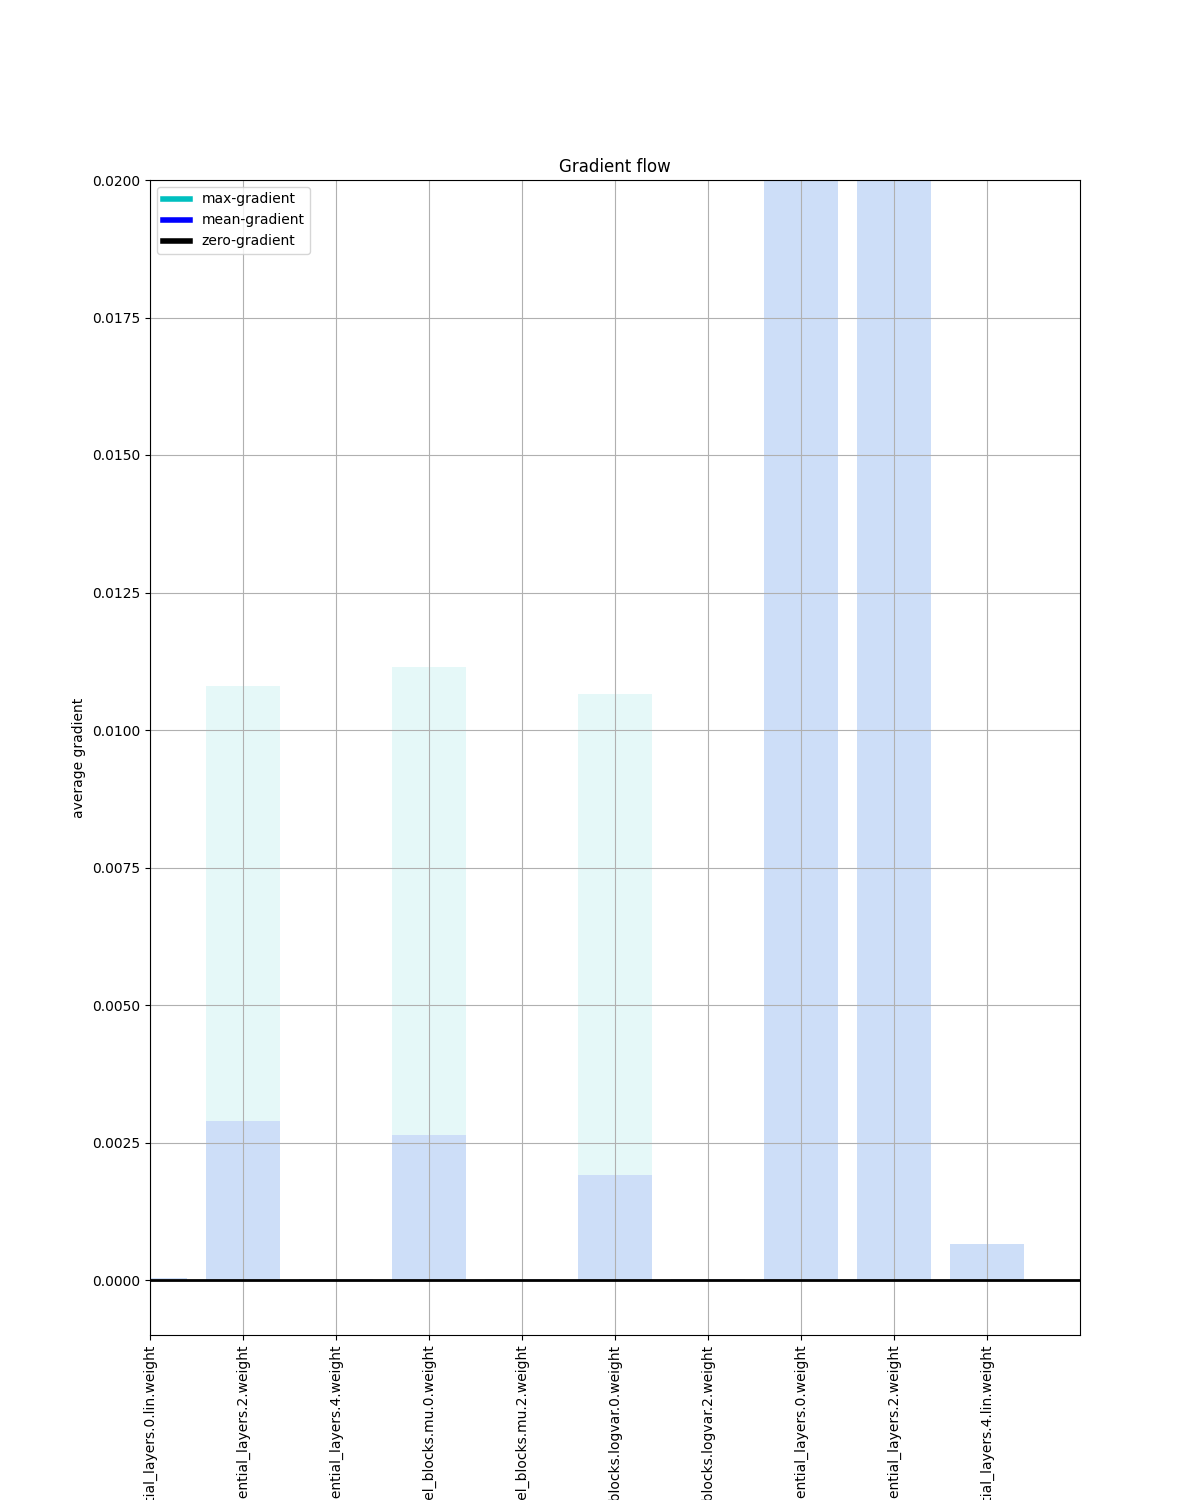 Gradient flow
max-gradient
mean-gradient
zero-gradient
0.0200
0.0175
0.0150
0.0125
0.0100
0.0075
0.0050
0.0025
0.0000
average gradient
tial_layers.0.lin.weight
ential_layers.2.weight
ential_layers.4.weight
el_blocks.mu.0.weight
el_blocks.mu.2.weight
blocks.logvar.0.weight
blocks.logvar.2.weight
ential_layers.0.weight
ential_layers.2.weight
tial_layers.4.lin.weight